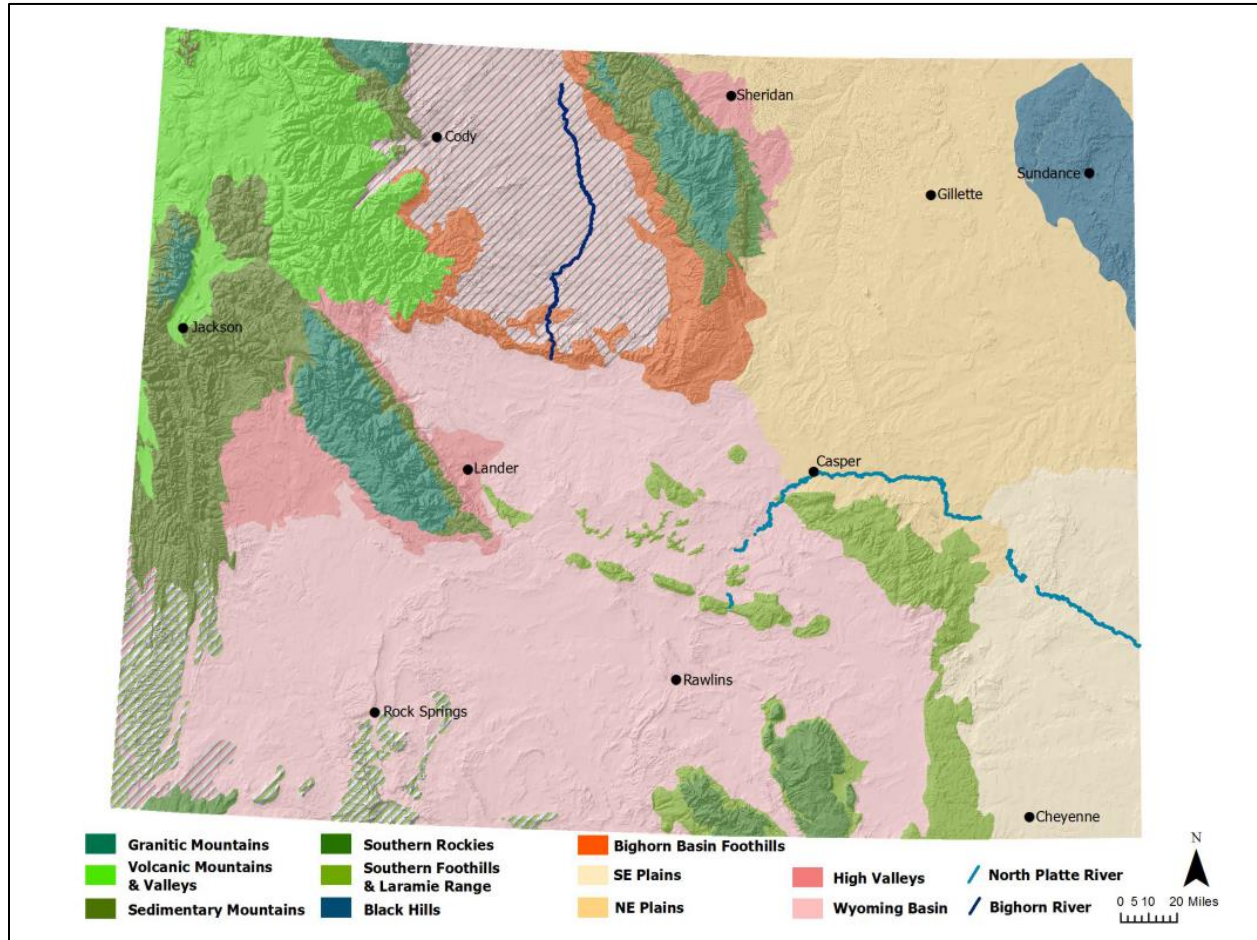 Sheridan
Cody
Sundance
Gillette
Jackson
Lander
Casper
Rawlins
Rock Springs
Cheyenne
Granitic Mountains
Volcanic Mountains
& Valleys
Sedimentary Mountains
Southern Rockies
Southern Foothills
& Laramie Range
Black Hills
Bighorn Basin Foothills
SE Plains
NE Plains
High Valleys
Wyoming Basin
North Platte River
Bighorn River
N
0 5 10 20 Miles